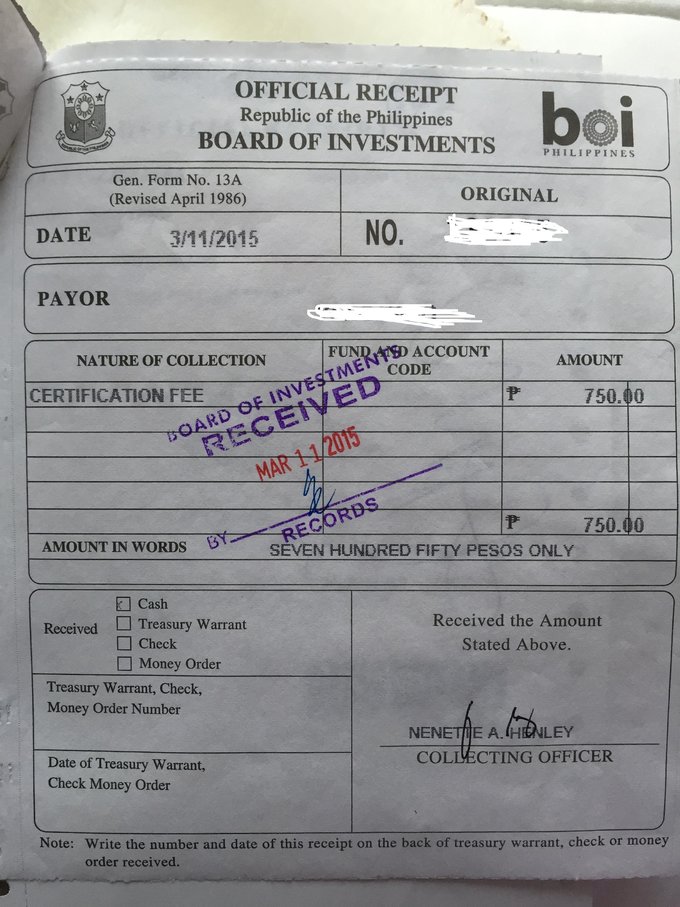 OFFICIAL RECEIPT
Republic of the Philippines
BOARD OF INVESTMENTS
boi
PHILIPPINES
REPUBLIC OF THE PHILIPPINES
Gen. Form No. 13A
(Revised April 1986)
ORIGINAL
DATE 3/11/2015
NO.
PAYOR
NATURE OF COLLECTION
FUND AND ACCOUNT CODE
AMOUNT
CERTIFICATION FEE ₱ 750.00
BOARD OF INVESTMENTS
RECEIVED
MAR 11 2015
BY
RECORDS
₱ 750.00
AMOUNT IN WORDS SEVEN HUNDRED FIFTY PESOS ONLY
Received
Cash
Treasury Warrant
Check
Money Order
Received the Amount
Stated Above.
Treasury Warrant, Check,
Money Order Number
NENETTE A. HENLEY
COLLECTING OFFICER
Date of Treasury Warrant,
Check Money Order
Note: Write the number and date of this receipt on the back of treasury warrant, check or money
order received.